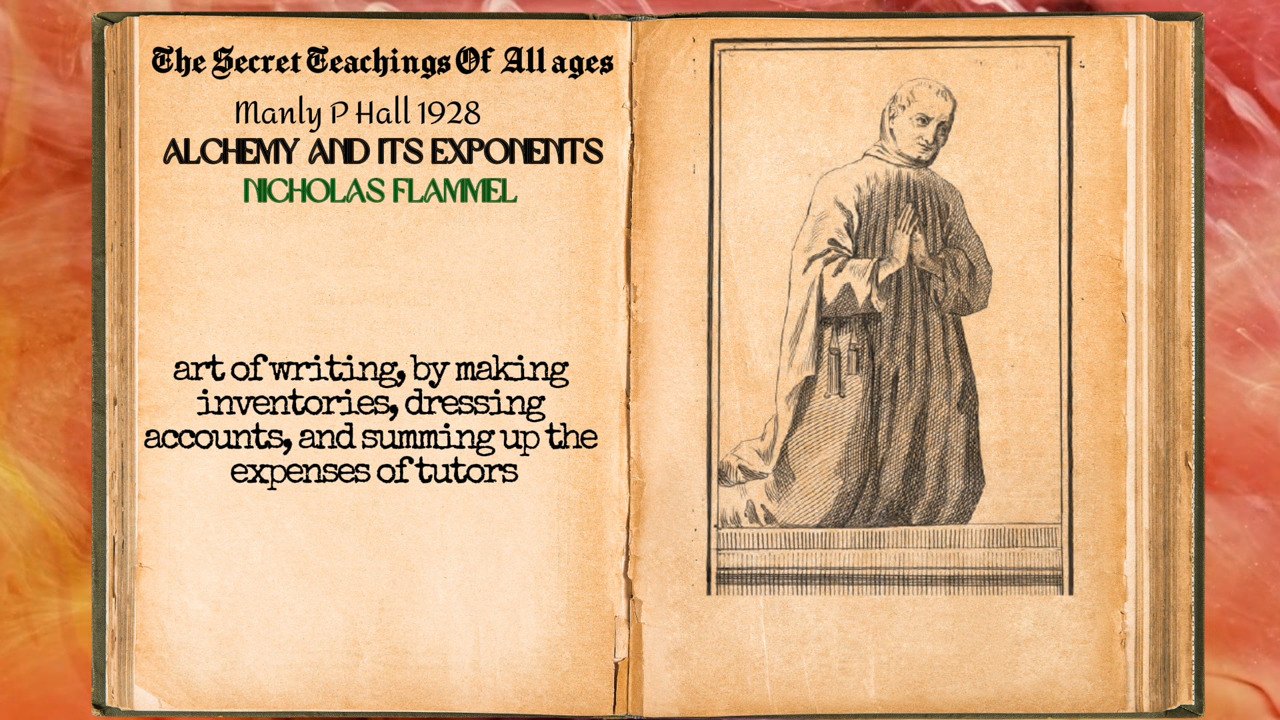 The Secret Teachings Of All ages
Manly P Hall 1928
ALCHEMY AND ITS EXPONENTS
NICHOLAS FLAMMEL
art of writing, by making
inventories, dressing
accounts, and summing up the
expenses of tutors